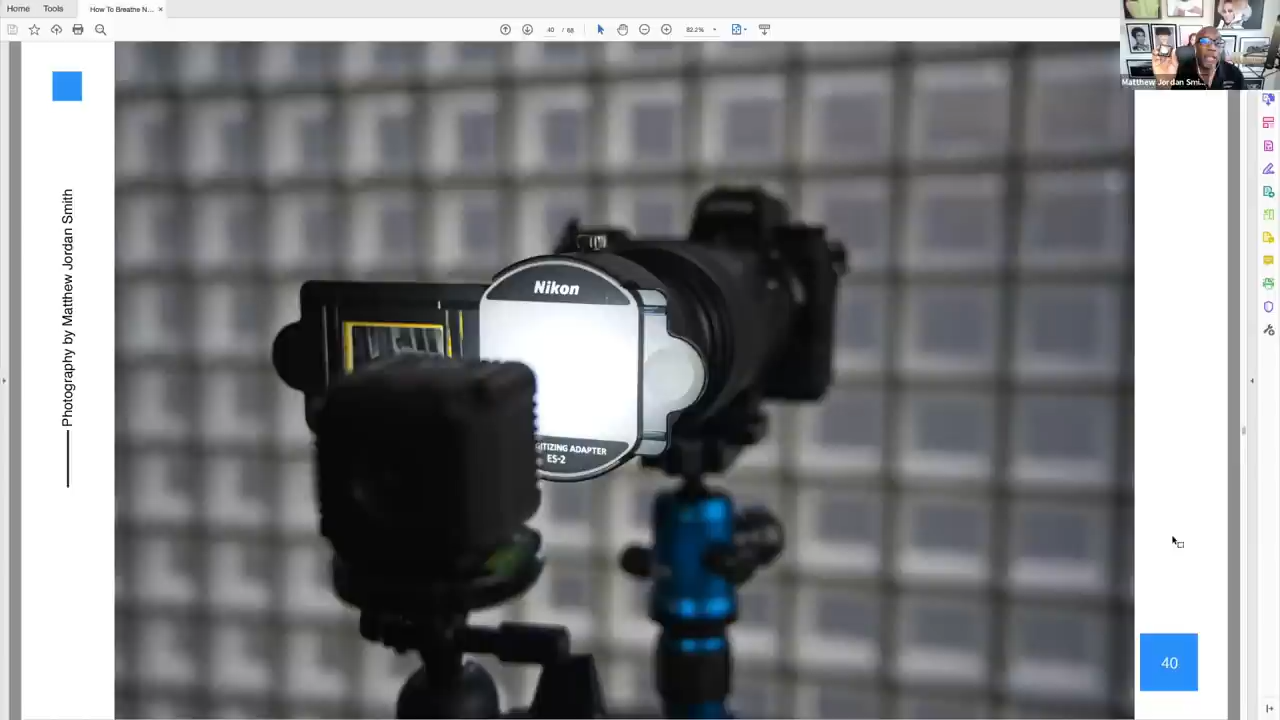 Home
Tools
How To Breathe N...
40 / 68
82.2%
Matthew Jordan Smi...
Photography by Matthew Jordan Smith
Nikon
GITIZING ADAPTER
ES-2
40